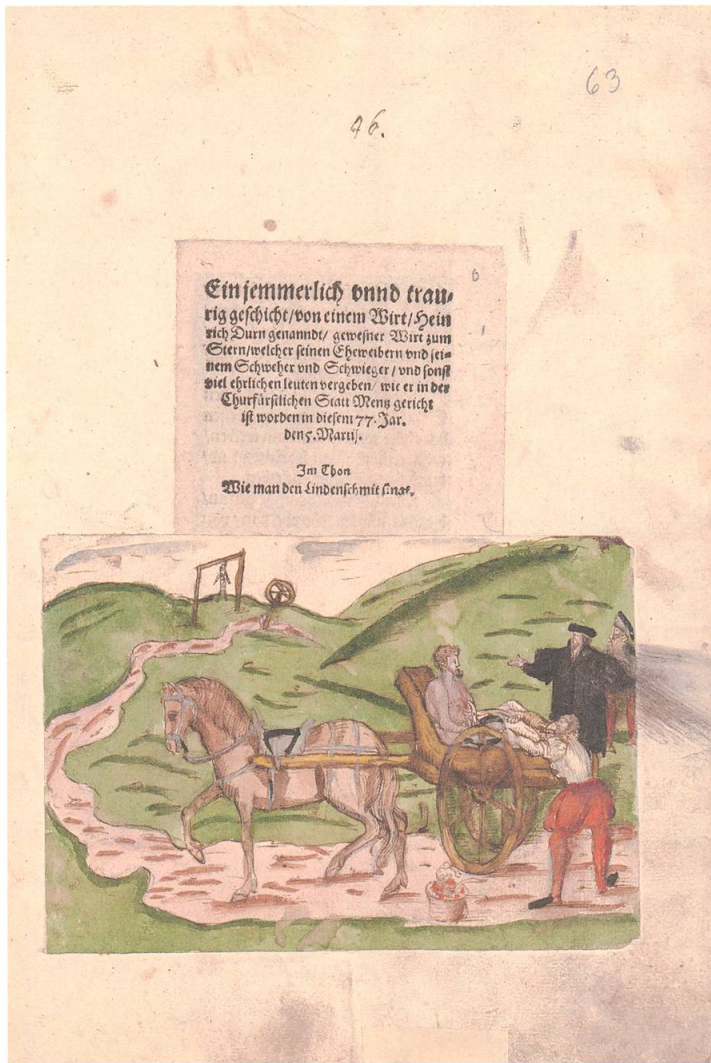 63
46.
6
Ein jemmerlich vnnd trau-
rig geschicht/von einem Wirt/Hein
rich Durn genanndt/ gewesner Wirt zum
Stern/welcher seinen Eheweibern vnd sei-
nem Schweher vnd Schwieger/ vnd sonst
viel ehrlichen leuten vergeben/ wie er in der
Churfürstlichen Statt Mentz gericht
ist worden in diesem 77. Jar.
den 5. Martij.
Im Thon
Wie man den Lindenschmit singt.